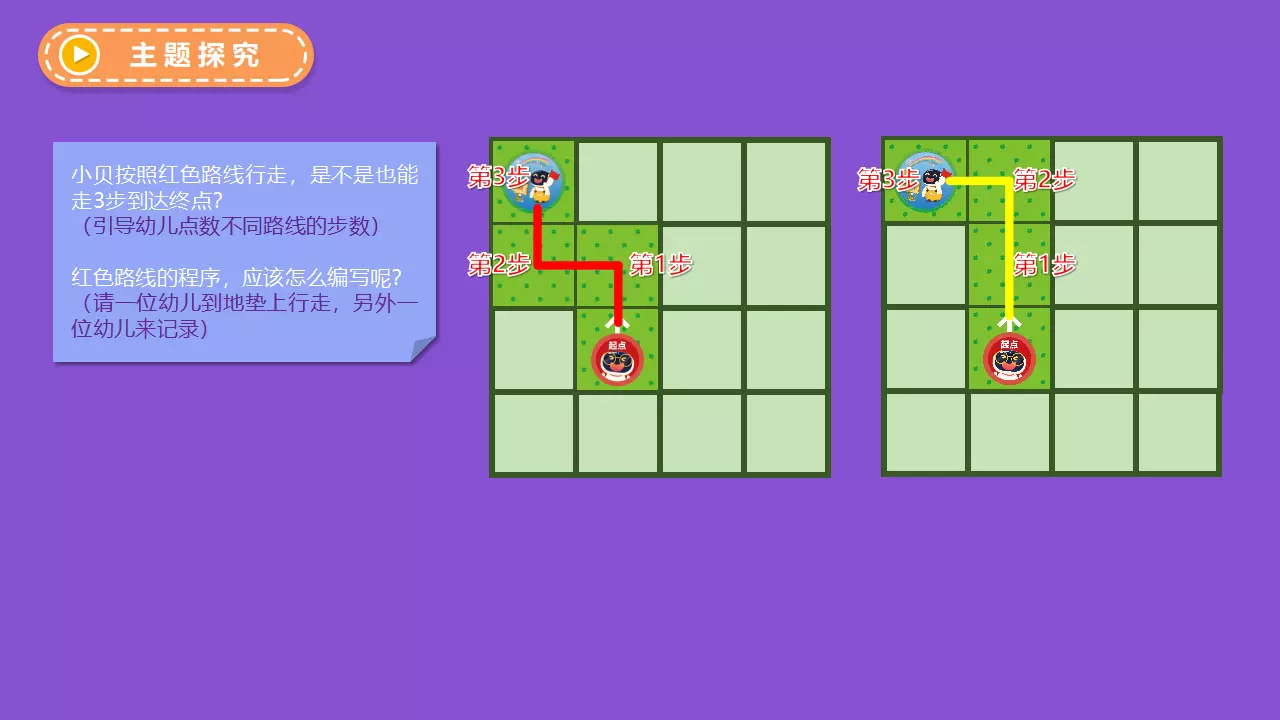 主题探究
小贝按照红色路线行走，是不是也能
走3步到达终点?
（引导幼儿点数不同路线的步数）
红色路线的程序，应该怎么编写呢?
（请一位幼儿到地垫上行走，另外一
位幼儿来记录）
第3步
第2步
第1步
起点
第3步
第2步
第1步
起点